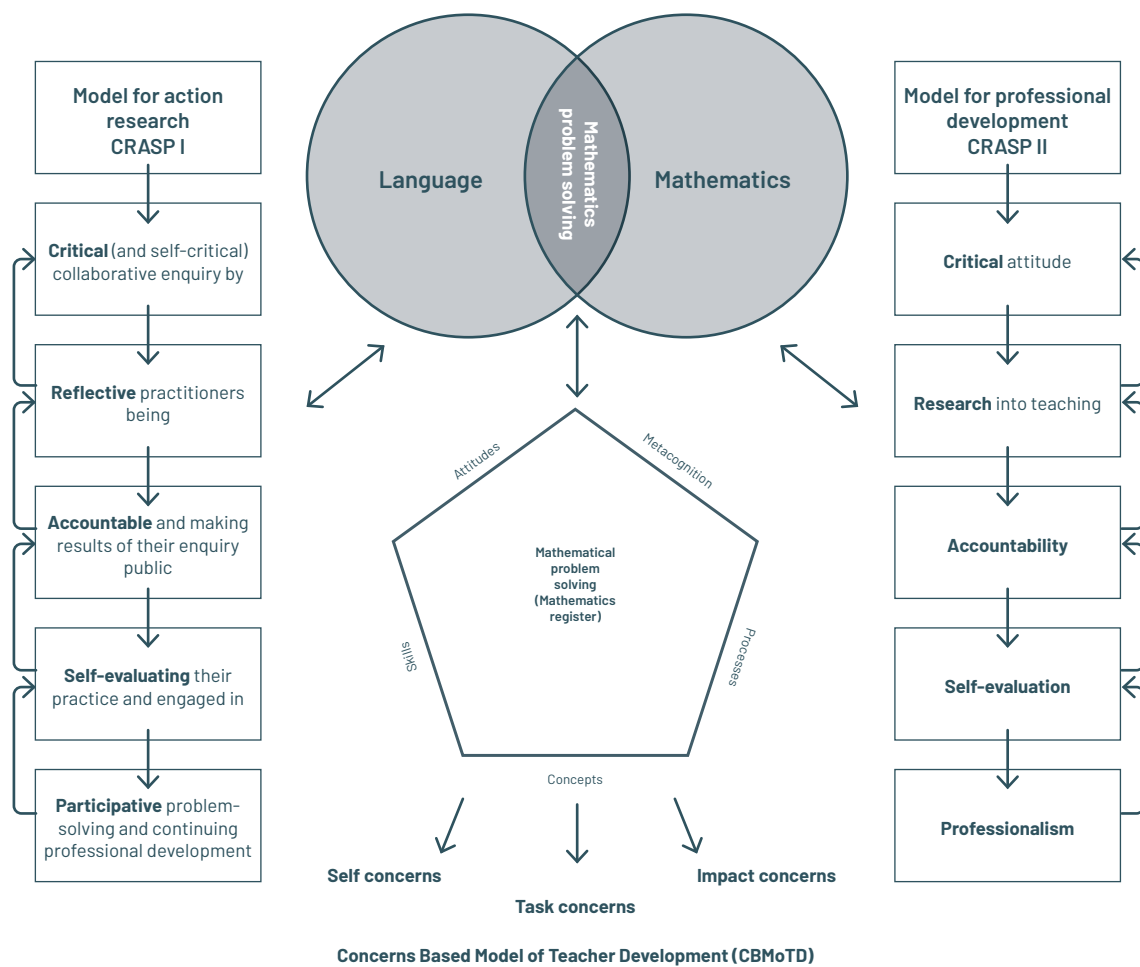 Model for action
research
CRASP I
Critical (and self-critical)
collaborative enquiry by
Reflective practitioners
being
Accountable and making
results of their enquiry
public
Self-evaluating their
practice and engaged in
Participative problem-
solving and continuing
professional development
Language
Mathematics
problem solving
Mathematics
Attitudes
Metacognition
Mathematical
problem
solving
(Mathematics
register)
Skills
Processes
Concepts
Self concerns
Task concerns
Impact concerns
Concerns Based Model of Teacher Development (CBMoTD)
Model for professional
development
CRASP II
Critical attitude
Research into teaching
Accountability
Self-evaluation
Professionalism